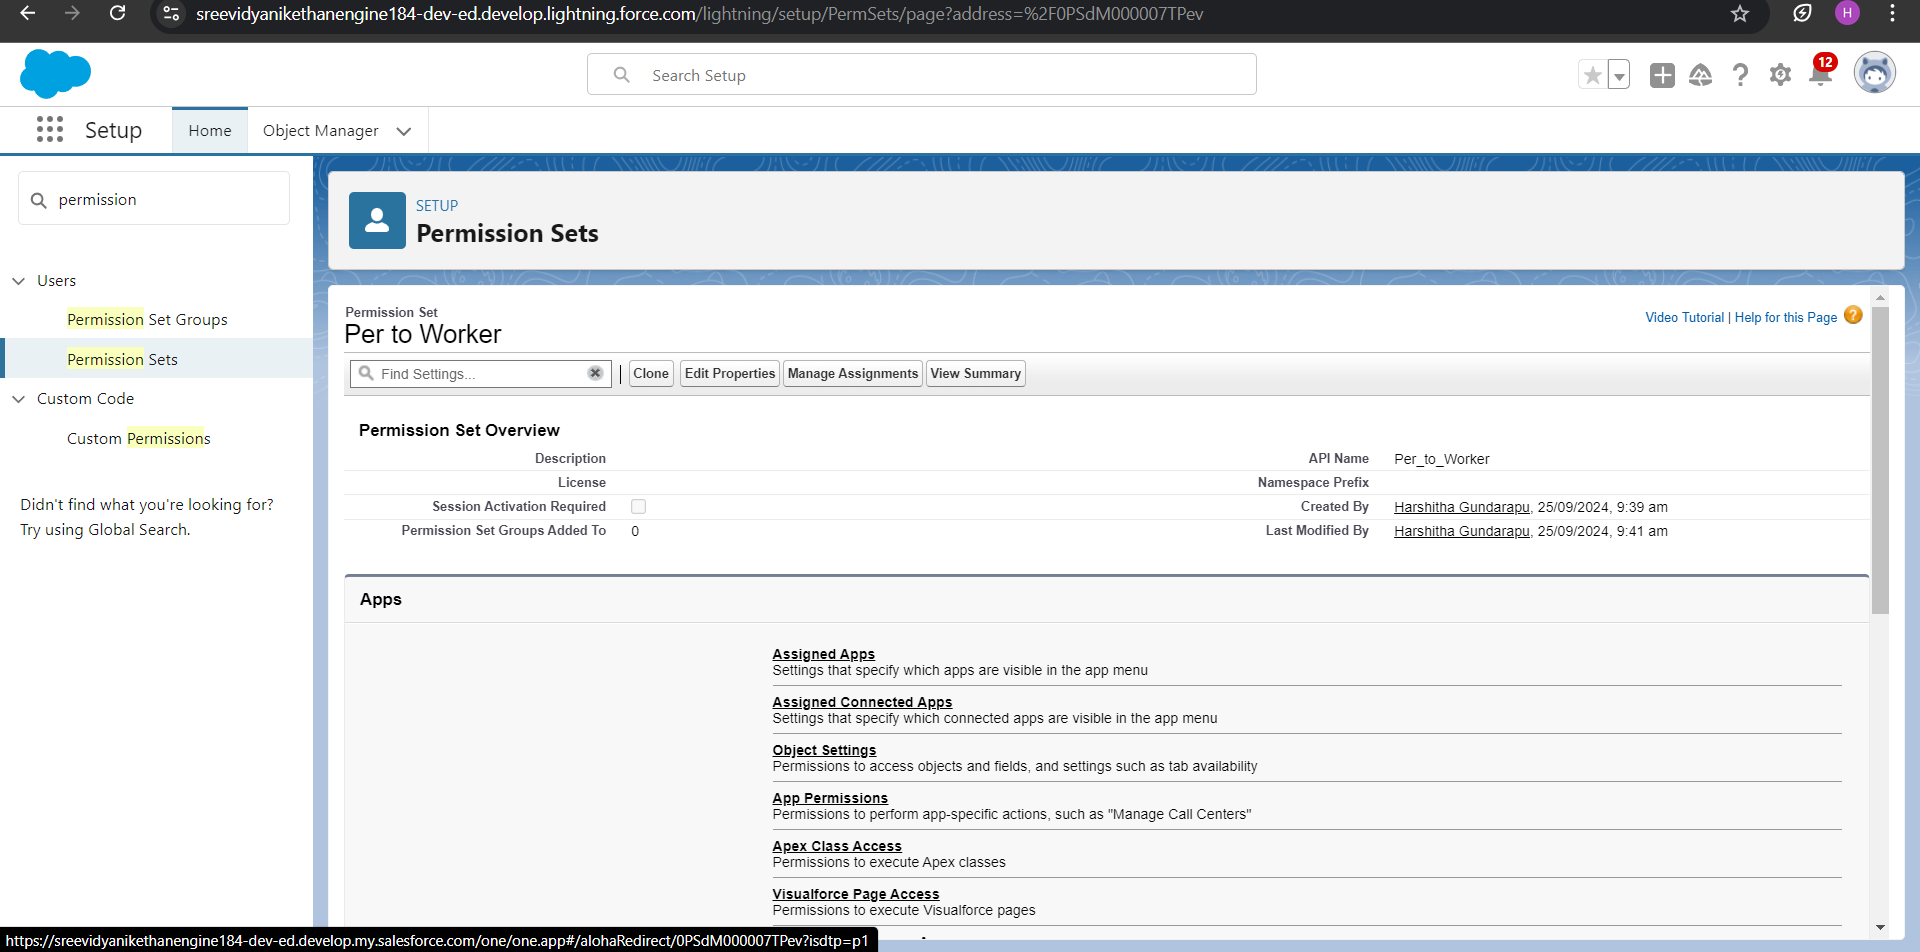 sreevidyanikethanengine184-dev-ed.develop.lightning.force.com/lightning/setup/PermSets/page?address=%2F0PSdM000007TPev
H
Search Setup
12
Setup
Home
Object Manager
permission
Users
Permission Set Groups
Permission Sets
Custom Code
Custom Permissions
Didn't find what you're looking for?
Try using Global Search.
SETUP
Permission Sets
Permission Set
Per to Worker
Video Tutorial | Help for this Page
Find Settings...
Clone
Edit Properties
Manage Assignments
View Summary
Permission Set Overview
Description
API Name Per_to_Worker
License
Namespace Prefix
Session Activation Required
Created By Harshitha Gundarapu, 25/09/2024, 9:39 am
Permission Set Groups Added To 0
Last Modified By Harshitha Gundarapu, 25/09/2024, 9:41 am
Apps
Assigned Apps
Settings that specify which apps are visible in the app menu
Assigned Connected Apps
Settings that specify which connected apps are visible in the app menu
Object Settings
Permissions to access objects and fields, and settings such as tab availability
App Permissions
Permissions to perform app-specific actions, such as "Manage Call Centers"
Apex Class Access
Permissions to execute Apex classes
Visualforce Page Access
Permissions to execute Visualforce pages
https://sreevidyanikethanengine184-dev-ed.develop.my.salesforce.com/one/one.app#/alohaRedirect/0PSdM000007TPev?isdtp=p1